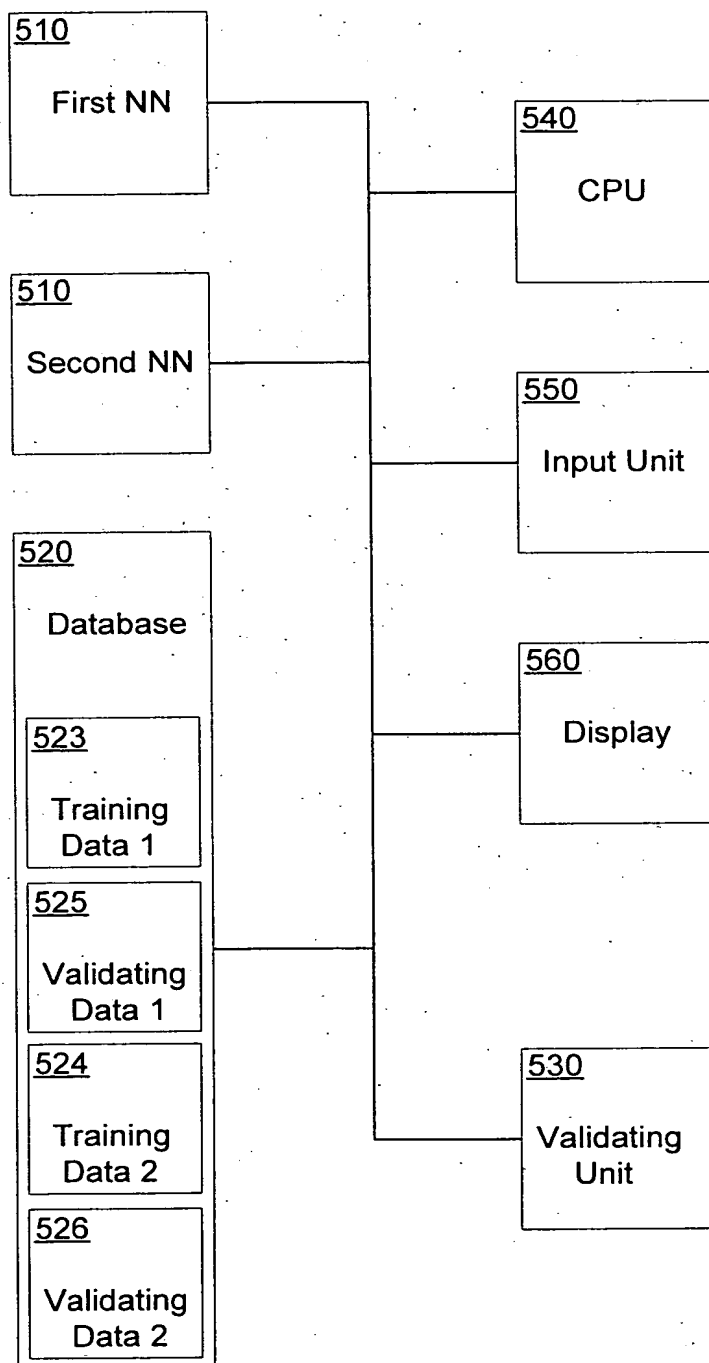 510
First NN
510
Second NN
520
Database
523
Training
Data 1
525
Validating
Data 1
524
Training
Data 2
526
Validating
Data 2
540
CPU
550
Input Unit
560
Display
530
Validating
Unit